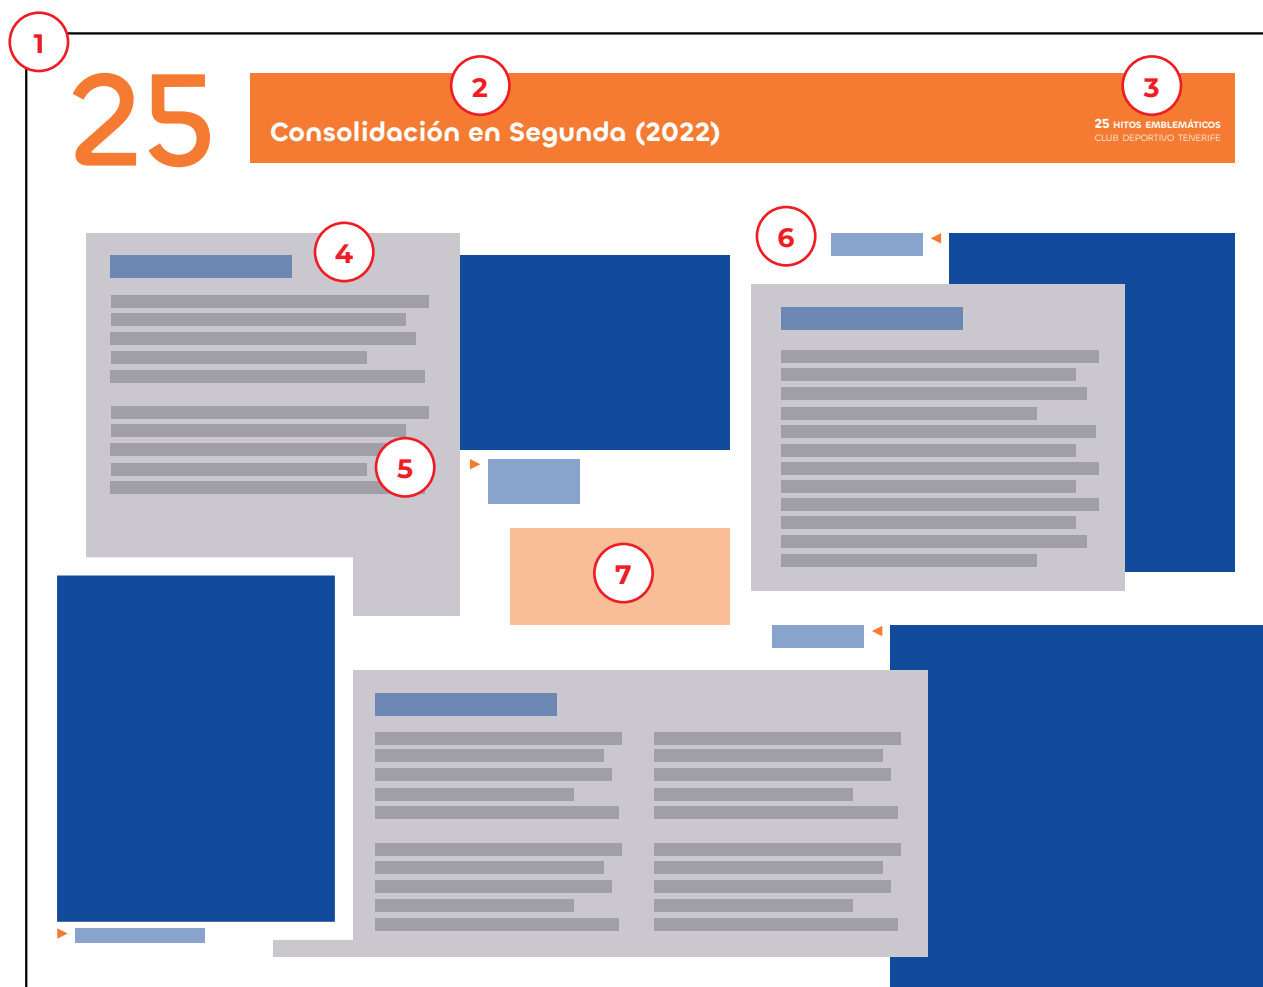 1
25
2
Consolidación en Segunda (2022)
3
25 HITOS EMBLEMÁTICOS
CLUB DEPORTIVO TENERIFE
4
5
6
7